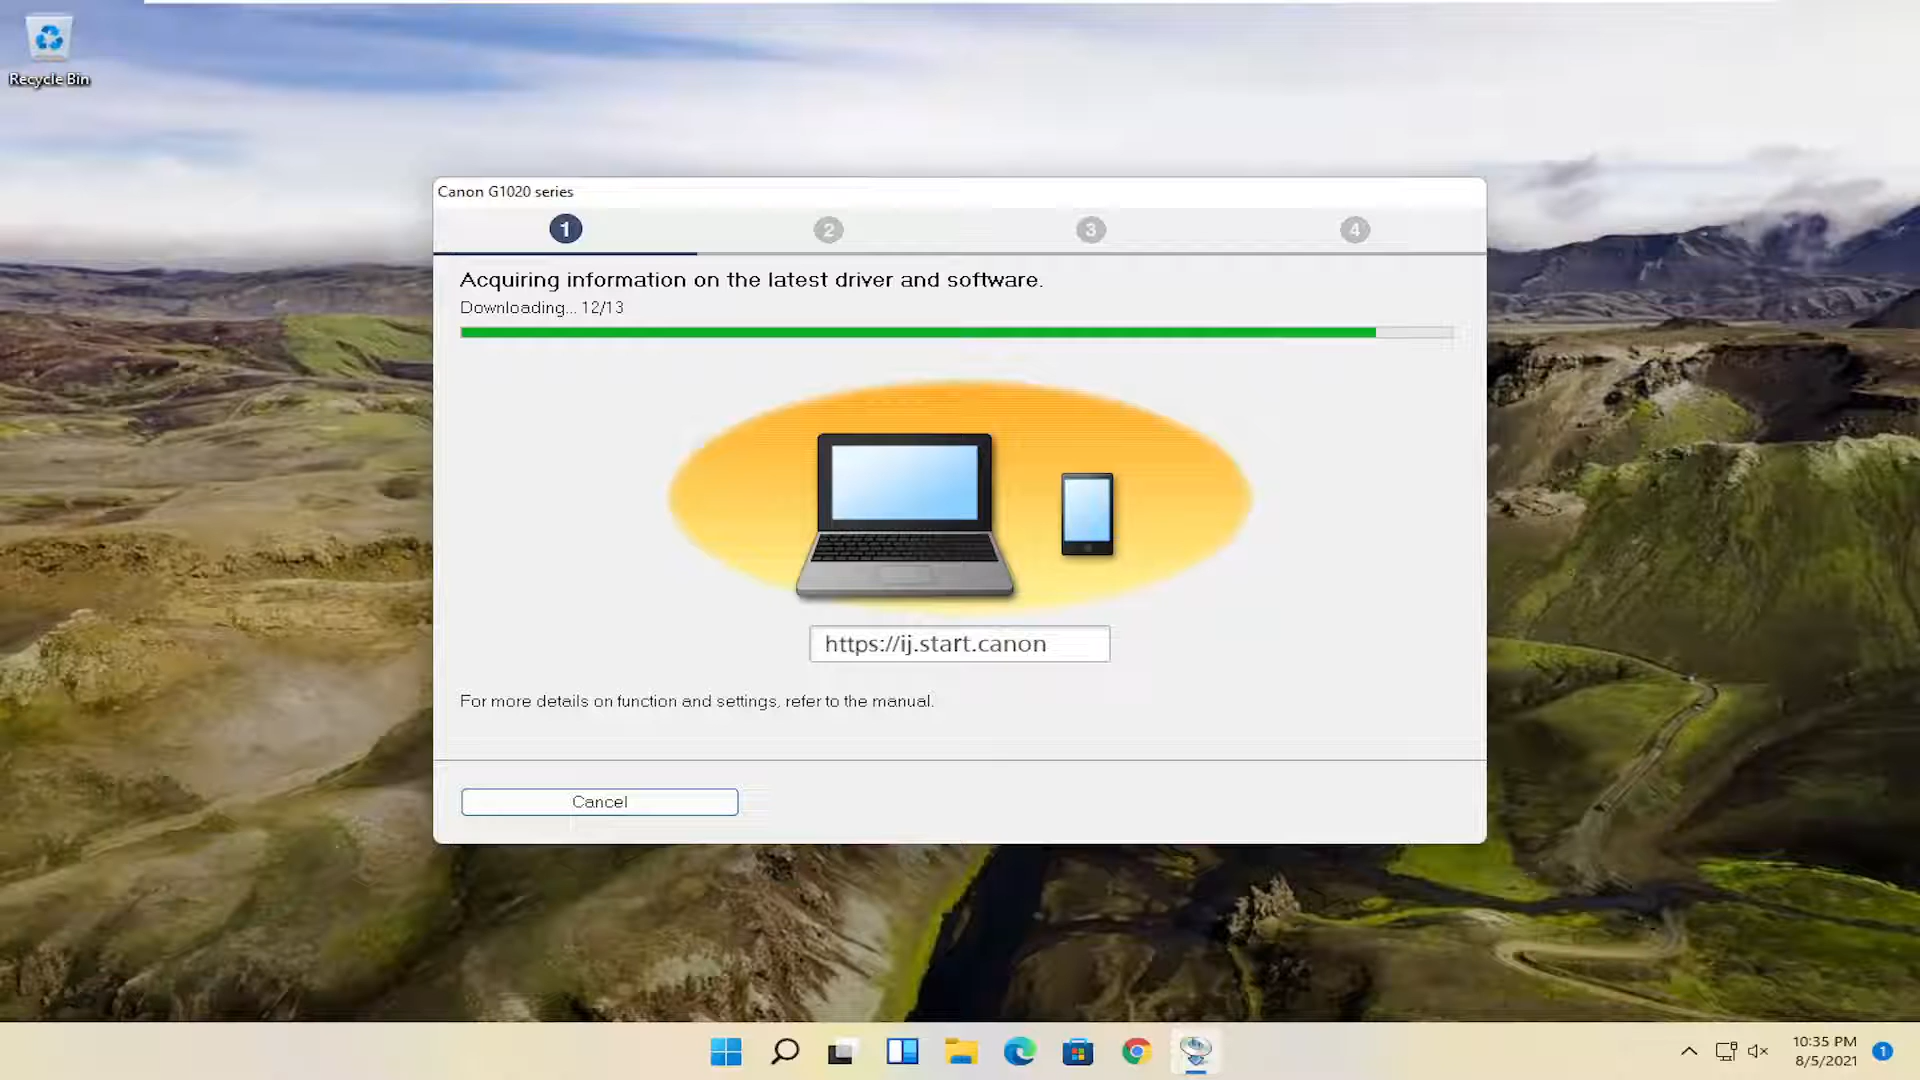 Recycle Bin
Canon G1020 series
1 2 3 4
Acquiring information on the latest driver and software.
Downloading... 12/13
https://ij.start.canon
For more details on function and settings, refer to the manual.
Cancel
10:35 PM
8/5/2021
1